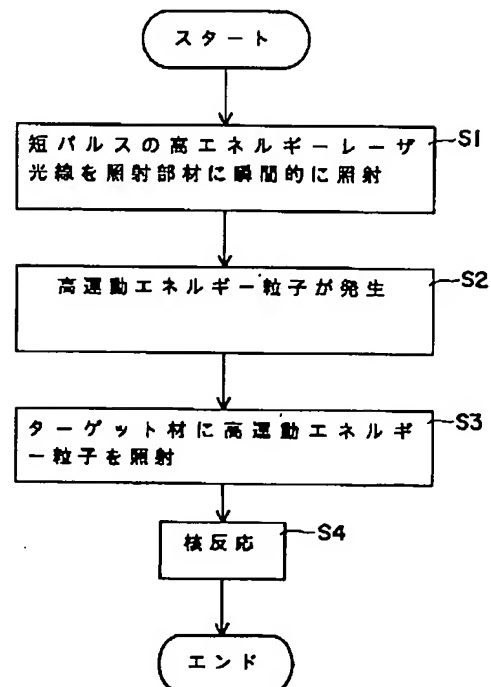 スタート
短パルスの高エネルギーレーザ
光線を照射部材に瞬間的に照射
S1
高運動エネルギー粒子が発生
S2
ターゲット材に高運動エネルギ
ー粒子を照射
S3
核反応
S4
エンド